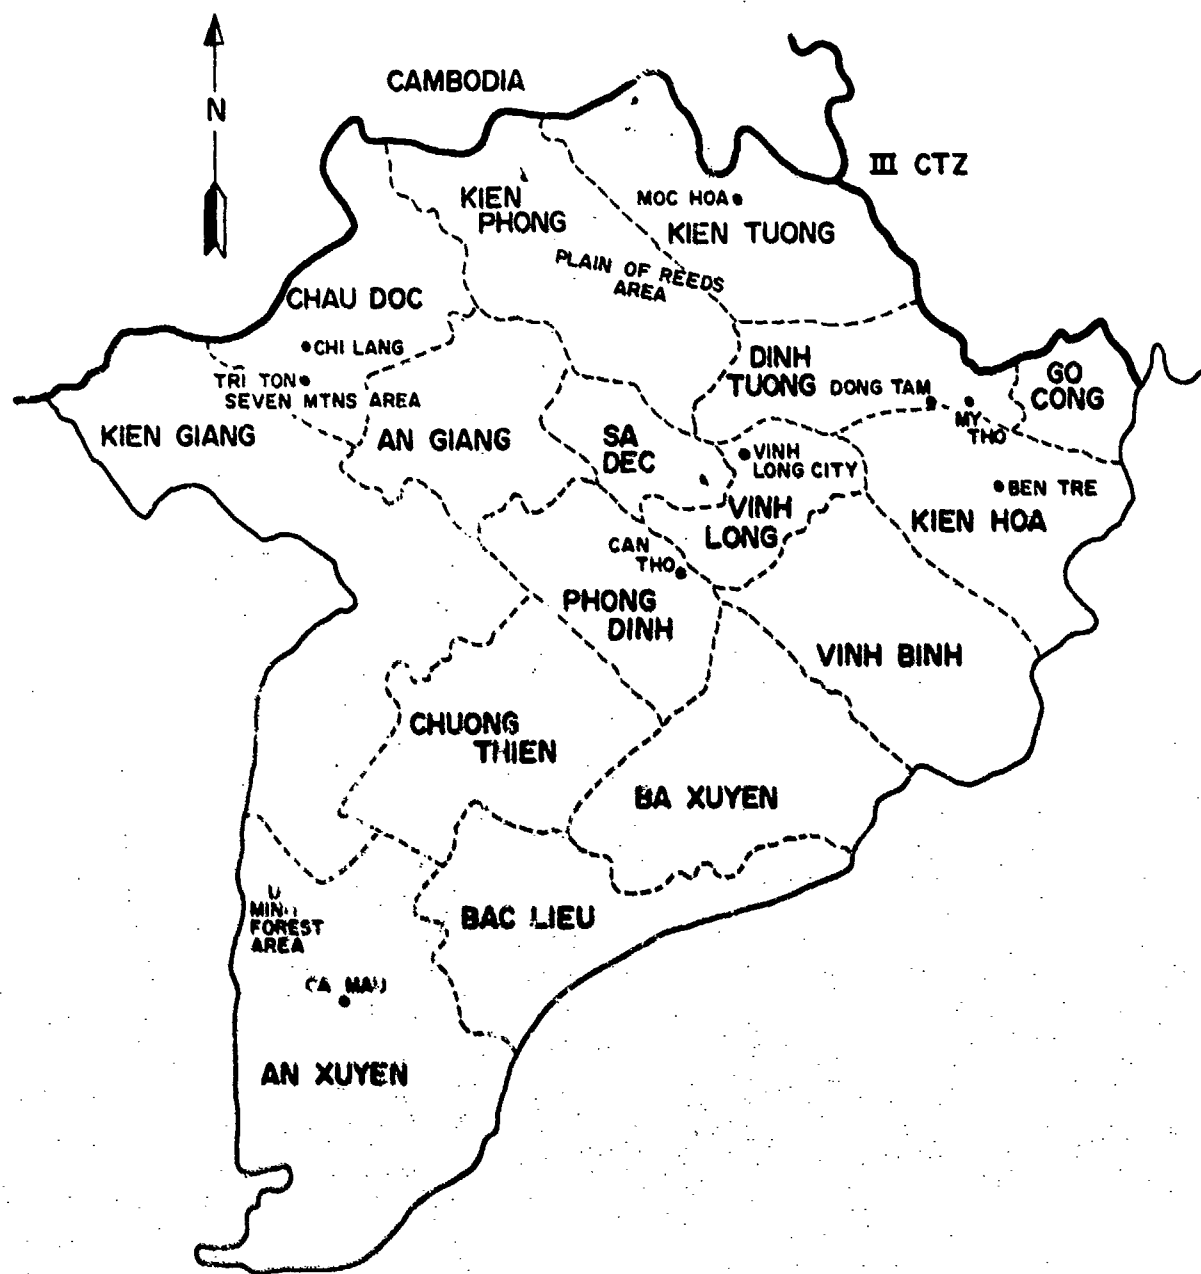 N
CAMBODIA
III CTZ
KIEN
PHONG
MOC HOA
KIEN TUONG
PLAIN OF REEDS
AREA
CHAU DOC
CHI LANG
TRI TON
SEVEN MTNS AREA
KIEN GIANG
AN GIANG
DINH
TUONG
DONG TAM
MY
THO
GO
CONG
SA
DEC
VINH
LONG CITY
VINH
LONG
BEN TRE
KIEN HOA
CAN
THO
PHONG
DINH
VINH BINH
CHUONG
THIEN
BA XUYEN
U
FOREST
AREA
BAC LIEU
CA MAU
AN XUYEN